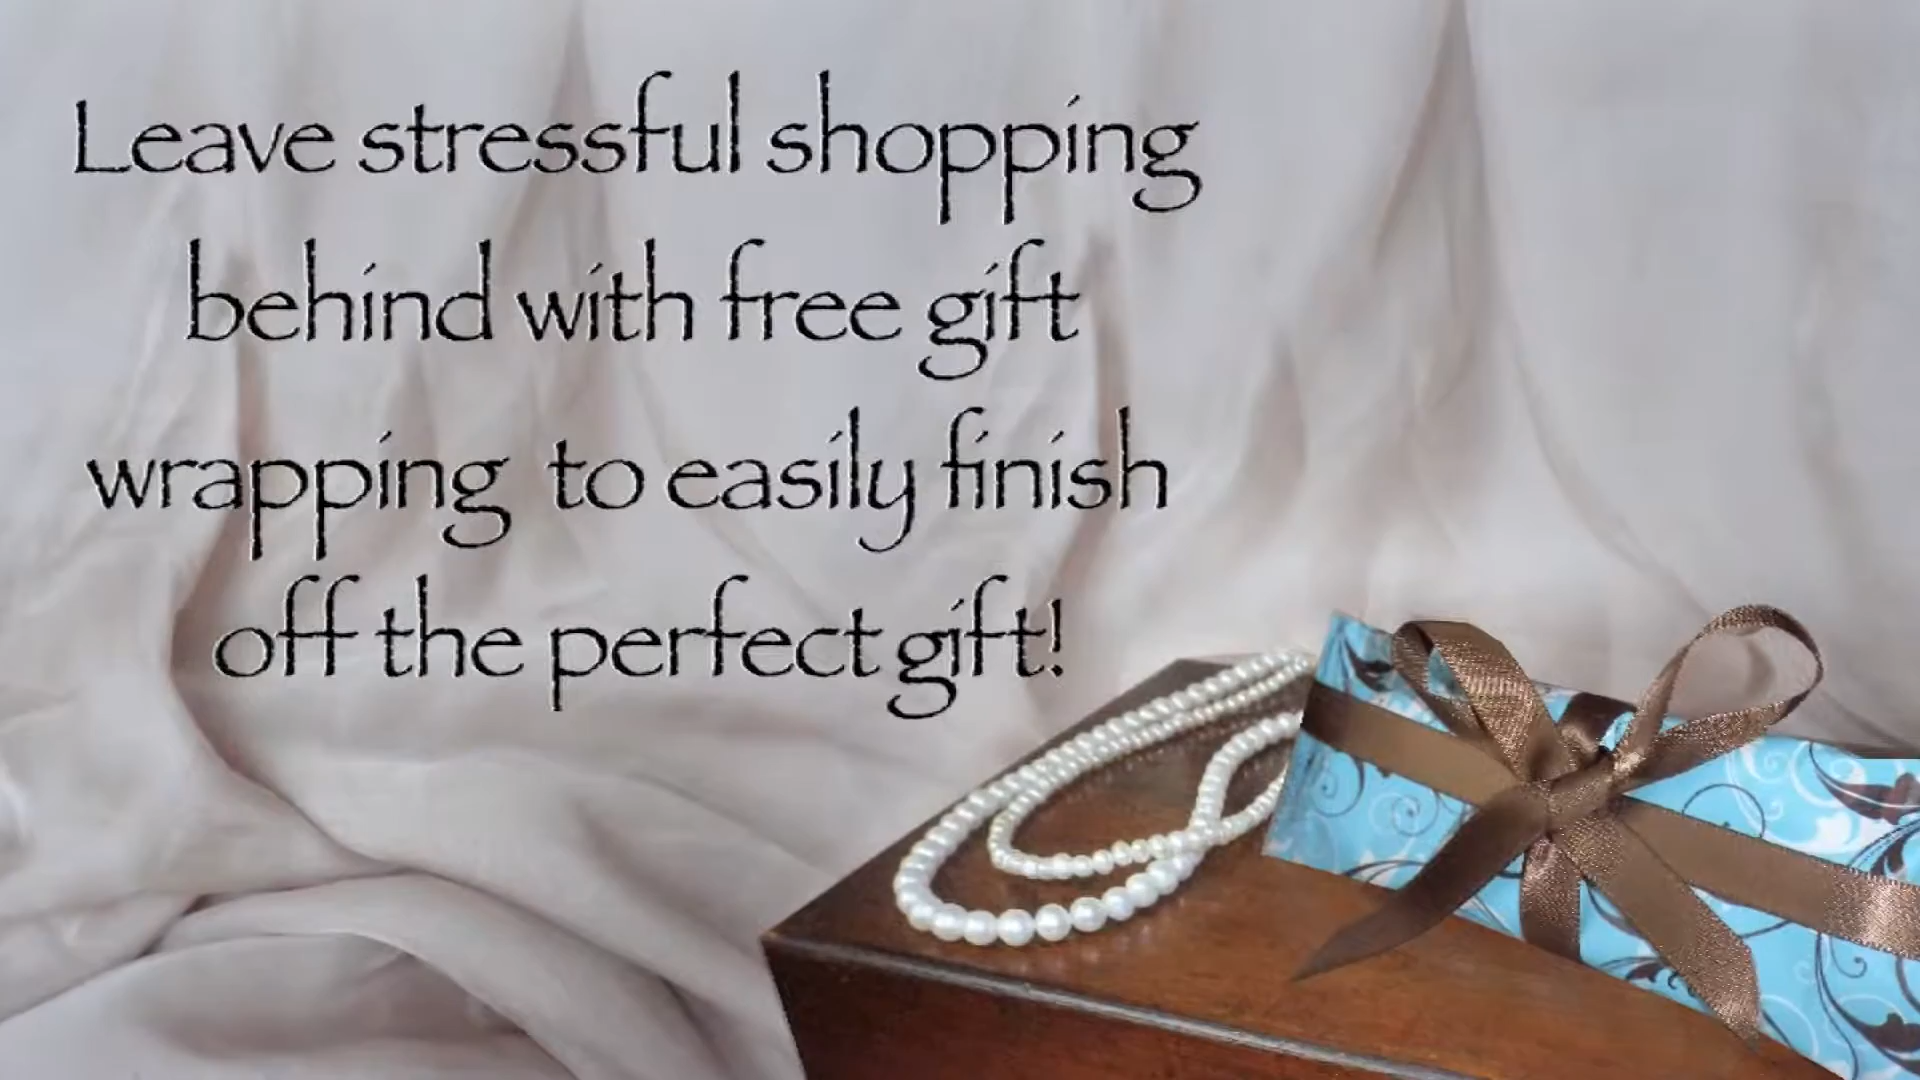 Leave stressful shopping
behind with free gift
wrapping to easily finish
off the perfect gift!